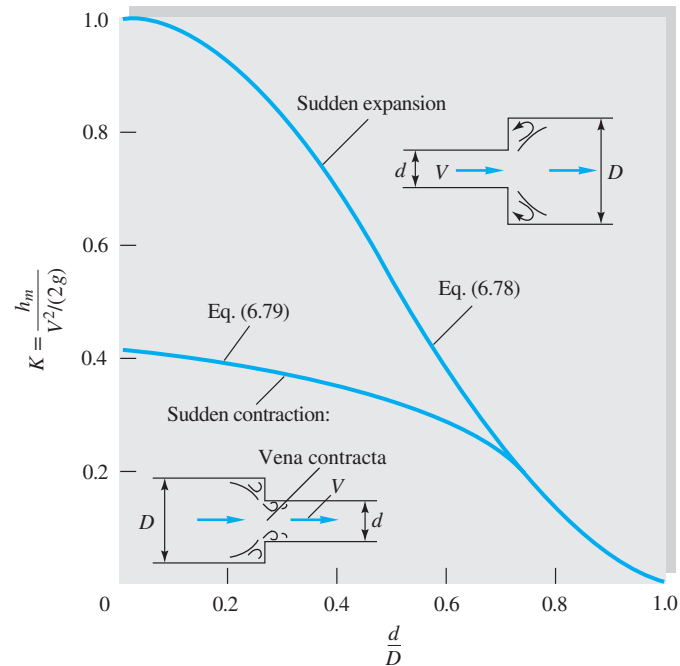 1.0
Sudden expansion
0.8
d
V
D
0.6
K = h_m / V²/(2g)
Eq. (6.79)
Eq. (6.78)
0.4
Sudden contraction:
Vena contracta
0.2
V
D
d
0
0.2
0.4
0.6
0.8
1.0
d/D